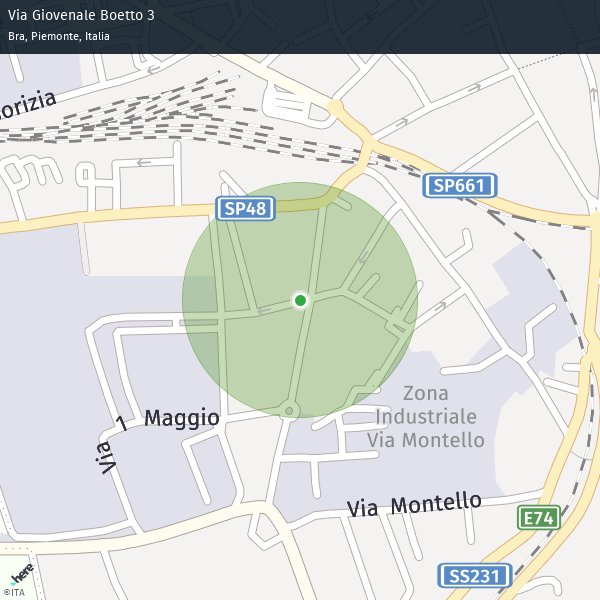 Via Giovenale Boetto 3
Bra, Piemonte, Italia
orizia
SP661
SP48
Zona
Industriale
Via Montello
Via 1 Maggio
Via Montello
E74
SS231
here
©ITA